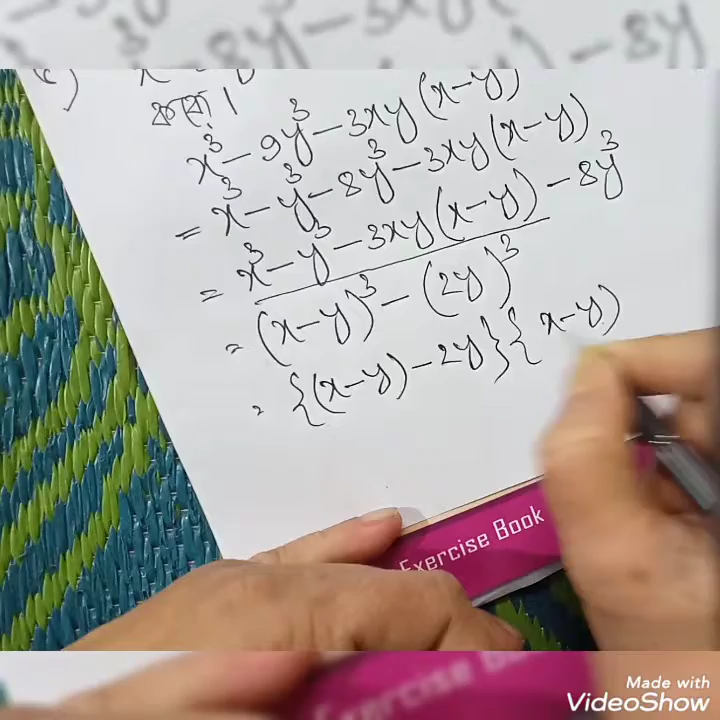 x³ - 9y³ - 3xy(x-y)
= x³ - y³ - 8y³ - 3xy(x-y)
= x³ - y³ - 3xy(x-y) - 8y³
= (x-y)³ - (2y)³
= {(x-y) - 2y}{x-y)
Exercise Book
Made with
VideoShow